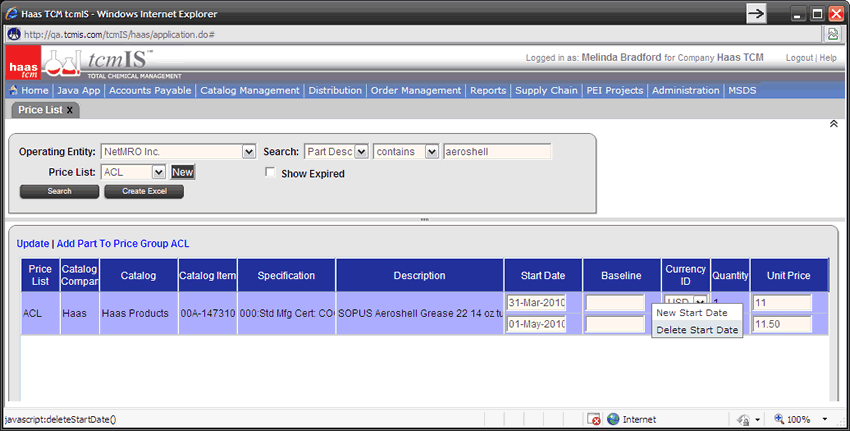 Haas TCM tcmIS - Windows Internet Explorer
http://qa.tcmis.com/tcmIS/haas/application.do#
haas tcm tcmIS™ TOTAL CHEMICAL MANAGEMENT
Logged in as: Melinda Bradford for Company Haas TCM Logout | Help
Home Java App Accounts Payable Catalog Management Distribution Order Management Reports Supply Chain PEI Projects Administration MSDS
Price List X
Operating Entity: NetMRO Inc. Search: Part Desc contains aeroshell
Price List: ACL New Show Expired
Search Create Excel
Update | Add Part To Price Group ACL
Price List Catalog Compan Catalog Catalog Item Specification Description Start Date Baseline Currency ID Quantity Unit Price
ACL Haas Haas Products 00A-147310 000:Std Mfg Cert: COC SOPUS Aeroshell Grease 22 14 oz tu 31-Mar-2010 USD 1 11
01-May-2010 11.50
New Start Date
Delete Start Date
javascript:deleteStartDate()
Internet
100%